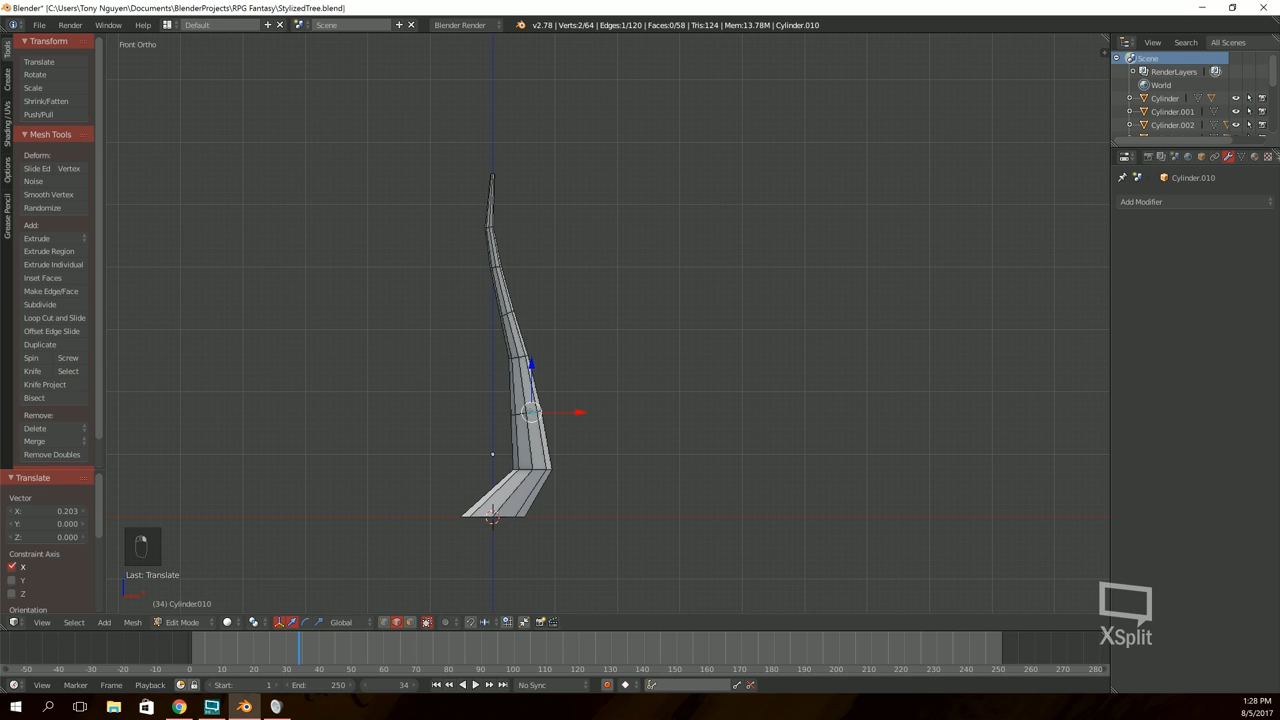 Blender* [C:\Users\Tony Nguyen\Documents\BlenderProjects\RPG Fantasy\StylizedTree.blend]
File Render Window Help Default Scene Blender Render v2.78 | Verts:2/64 | Edges:1/120 | Faces:0/58 | Tris:124 | Mem:13.78M | Cylinder.010
Tools
Create
Shading / UVs
Options
Grease Pencil
Transform
Translate
Rotate
Scale
Shrink/Fatten
Push/Pull
Mesh Tools
Deform:
Slide Ed Vertex
Noise
Smooth Vertex
Randomize
Add:
Extrude
Extrude Region
Extrude Individual
Inset Faces
Make Edge/Face
Subdivide
Loop Cut and Slide
Offset Edge Slide
Duplicate
Spin Screw
Knife Select
Knife Project
Bisect
Remove:
Delete
Merge
Remove Doubles
Translate
Vector
X: 0.203
Y: 0.000
Z: 0.000
Constraint Axis
X
Y
Z
Orientation
Front Ortho
Last: Translate
(34) Cylinder.010
View Search All Scenes
Scene
RenderLayers
World
Cylinder
Cylinder.001
Cylinder.002
Cylinder.010
Add Modifier
XSplit
View Select Add Mesh Edit Mode Global
-50 -40 -30 -20 -10 0 10 20 30 40 50 60 70 80 90 100 110 120 130 140 150 160 170 180 190 200 210 220 230 240 250 260 270 280
View Marker Frame Playback Start: 1 End: 250 34 No Sync
1:28 PM
8/5/2017